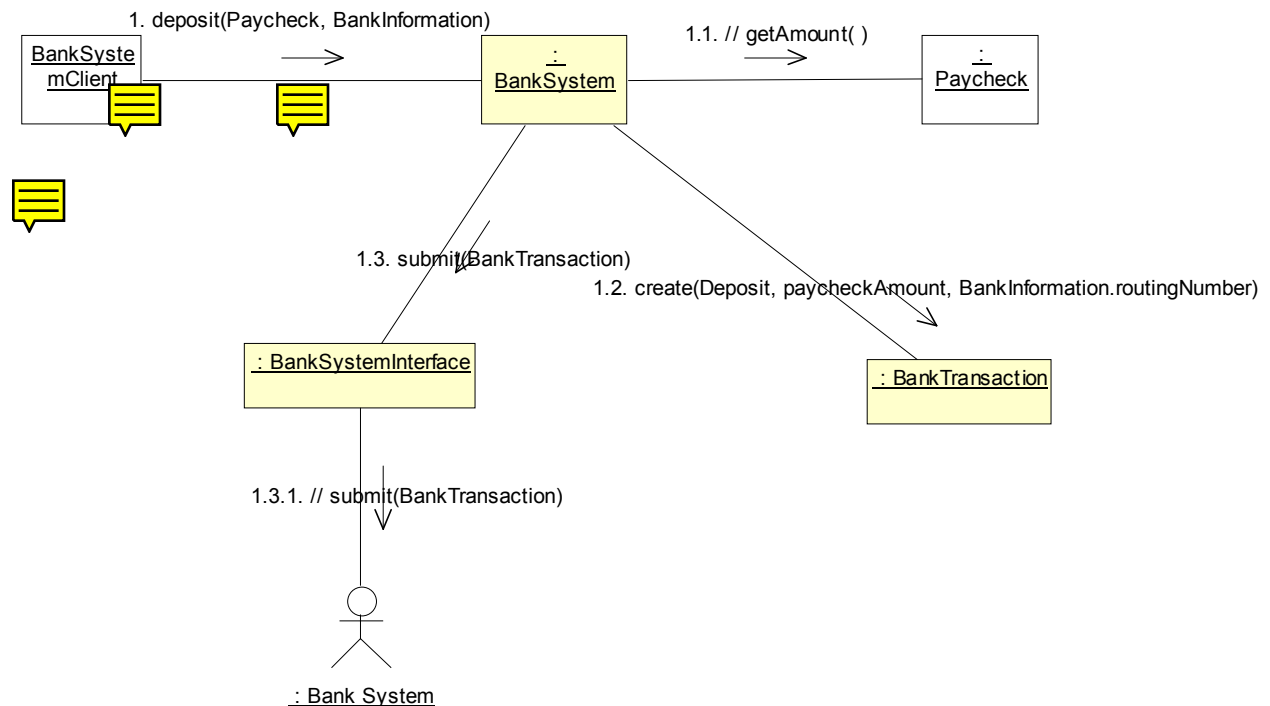 1. deposit(Paycheck, BankInformation)
1.1. // getAmount( )
BankSyste
mClient
:
BankSystem
:
Paycheck
1.3. submit(BankTransaction)
1.2. create(Deposit, paycheckAmount, BankInformation.routingNumber)
: BankSystemInterface
: BankTransaction
1.3.1. // submit(BankTransaction)
: Bank System